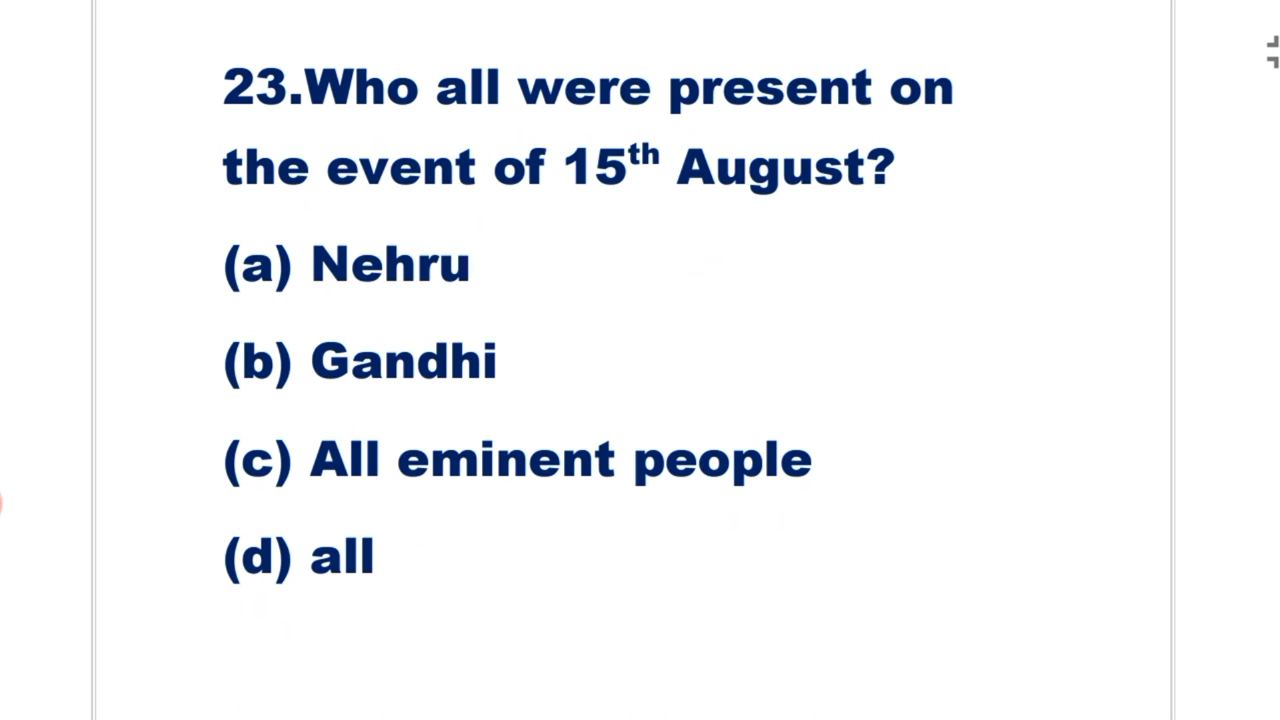 23.Who all were present on
the event of 15th August?
(a) Nehru
(b) Gandhi
(c) All eminent people
(d) all